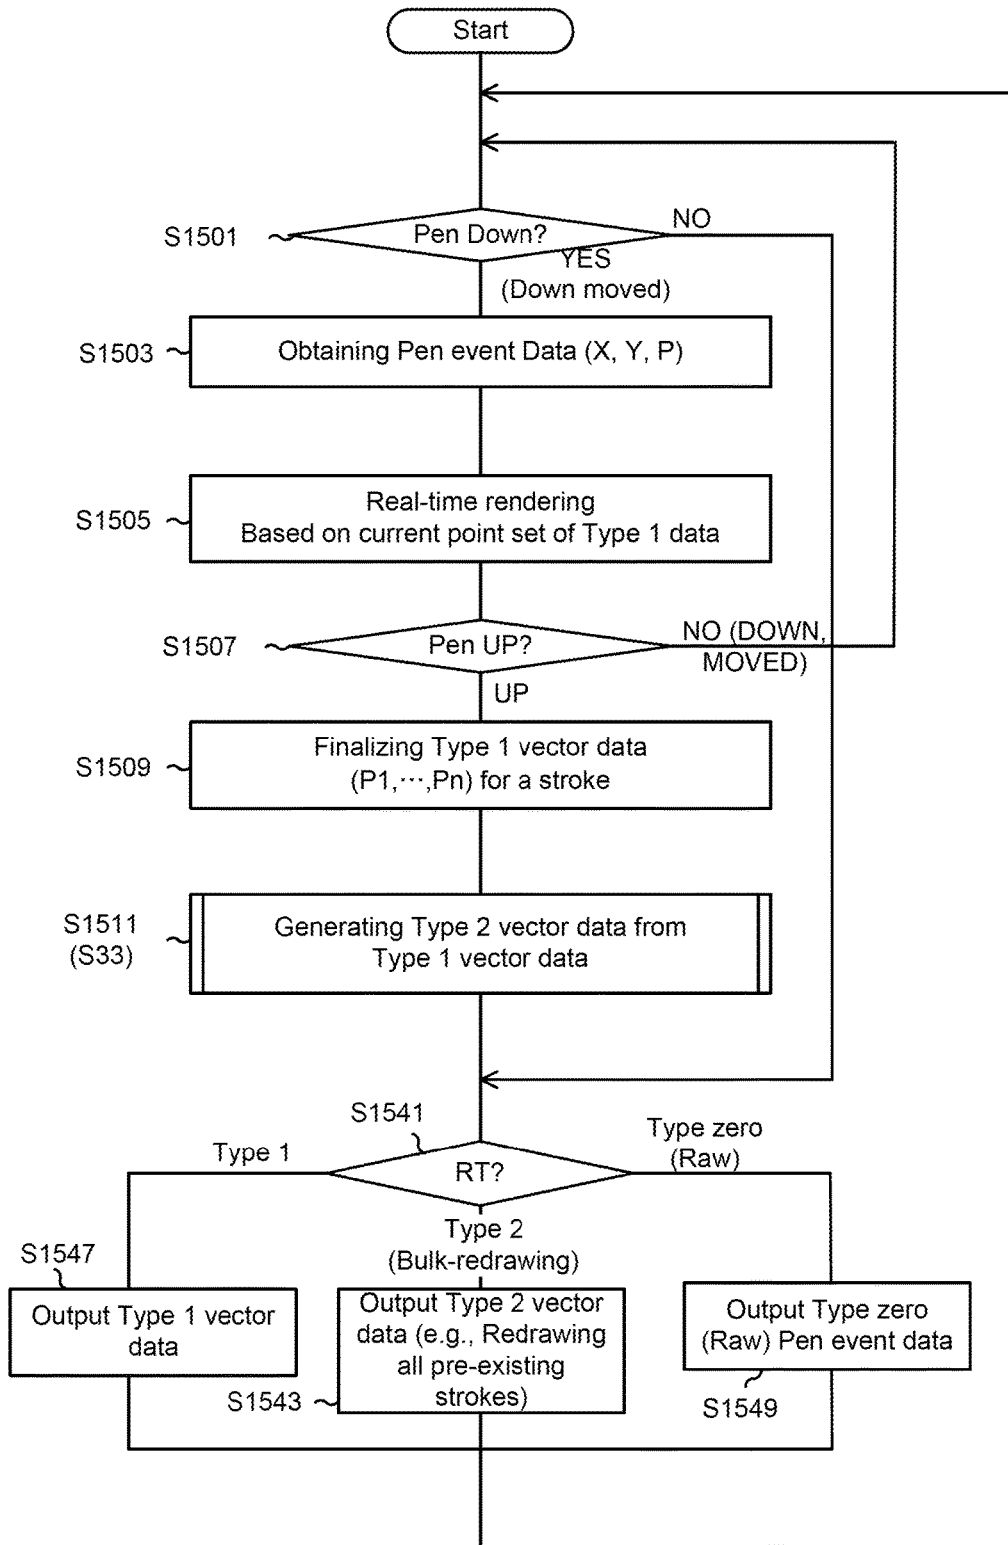 Start
S1501
Pen Down?
NO
YES
(Down moved)
S1503
Obtaining Pen event Data (X, Y, P)
S1505
Real-time rendering
Based on current point set of Type 1 data
S1507
Pen UP?
NO (DOWN,
MOVED)
UP
S1509
Finalizing Type 1 vector data
(P1,⋯,Pn) for a stroke
S1511
(S33)
Generating Type 2 vector data from
Type 1 vector data
S1541
Type 1
RT?
Type zero
(Raw)
Type 2
(Bulk-redrawing)
S1547
Output Type 1 vector
data
Output Type 2 vector
data (e.g., Redrawing
all pre-existing
strokes)
S1543
Output Type zero
(Raw) Pen event data
S1549